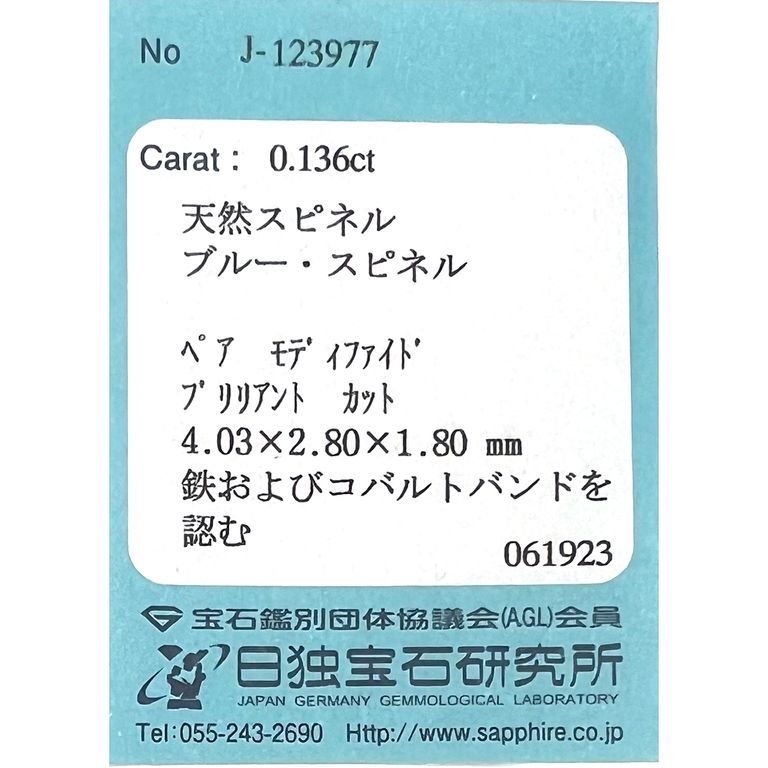 No J-123977
Carat : 0.136ct
天然スピネル
ブルー・スピネル
ﾍﾟｱ ﾓﾃﾞｨﾌｧｲﾄﾞ
ﾌﾞﾘﾘｱﾝﾄ ｶｯﾄ
4.03×2.80×1.80 mm
鉄およびコバルトバンドを
認む
061923
宝石鑑別団体協議会(AGL)会員
日独宝石研究所
JAPAN GERMANY GEMMOLOGICAL LABORATORY
Tel:055-243-2690 Http://www.sapphire.co.jp